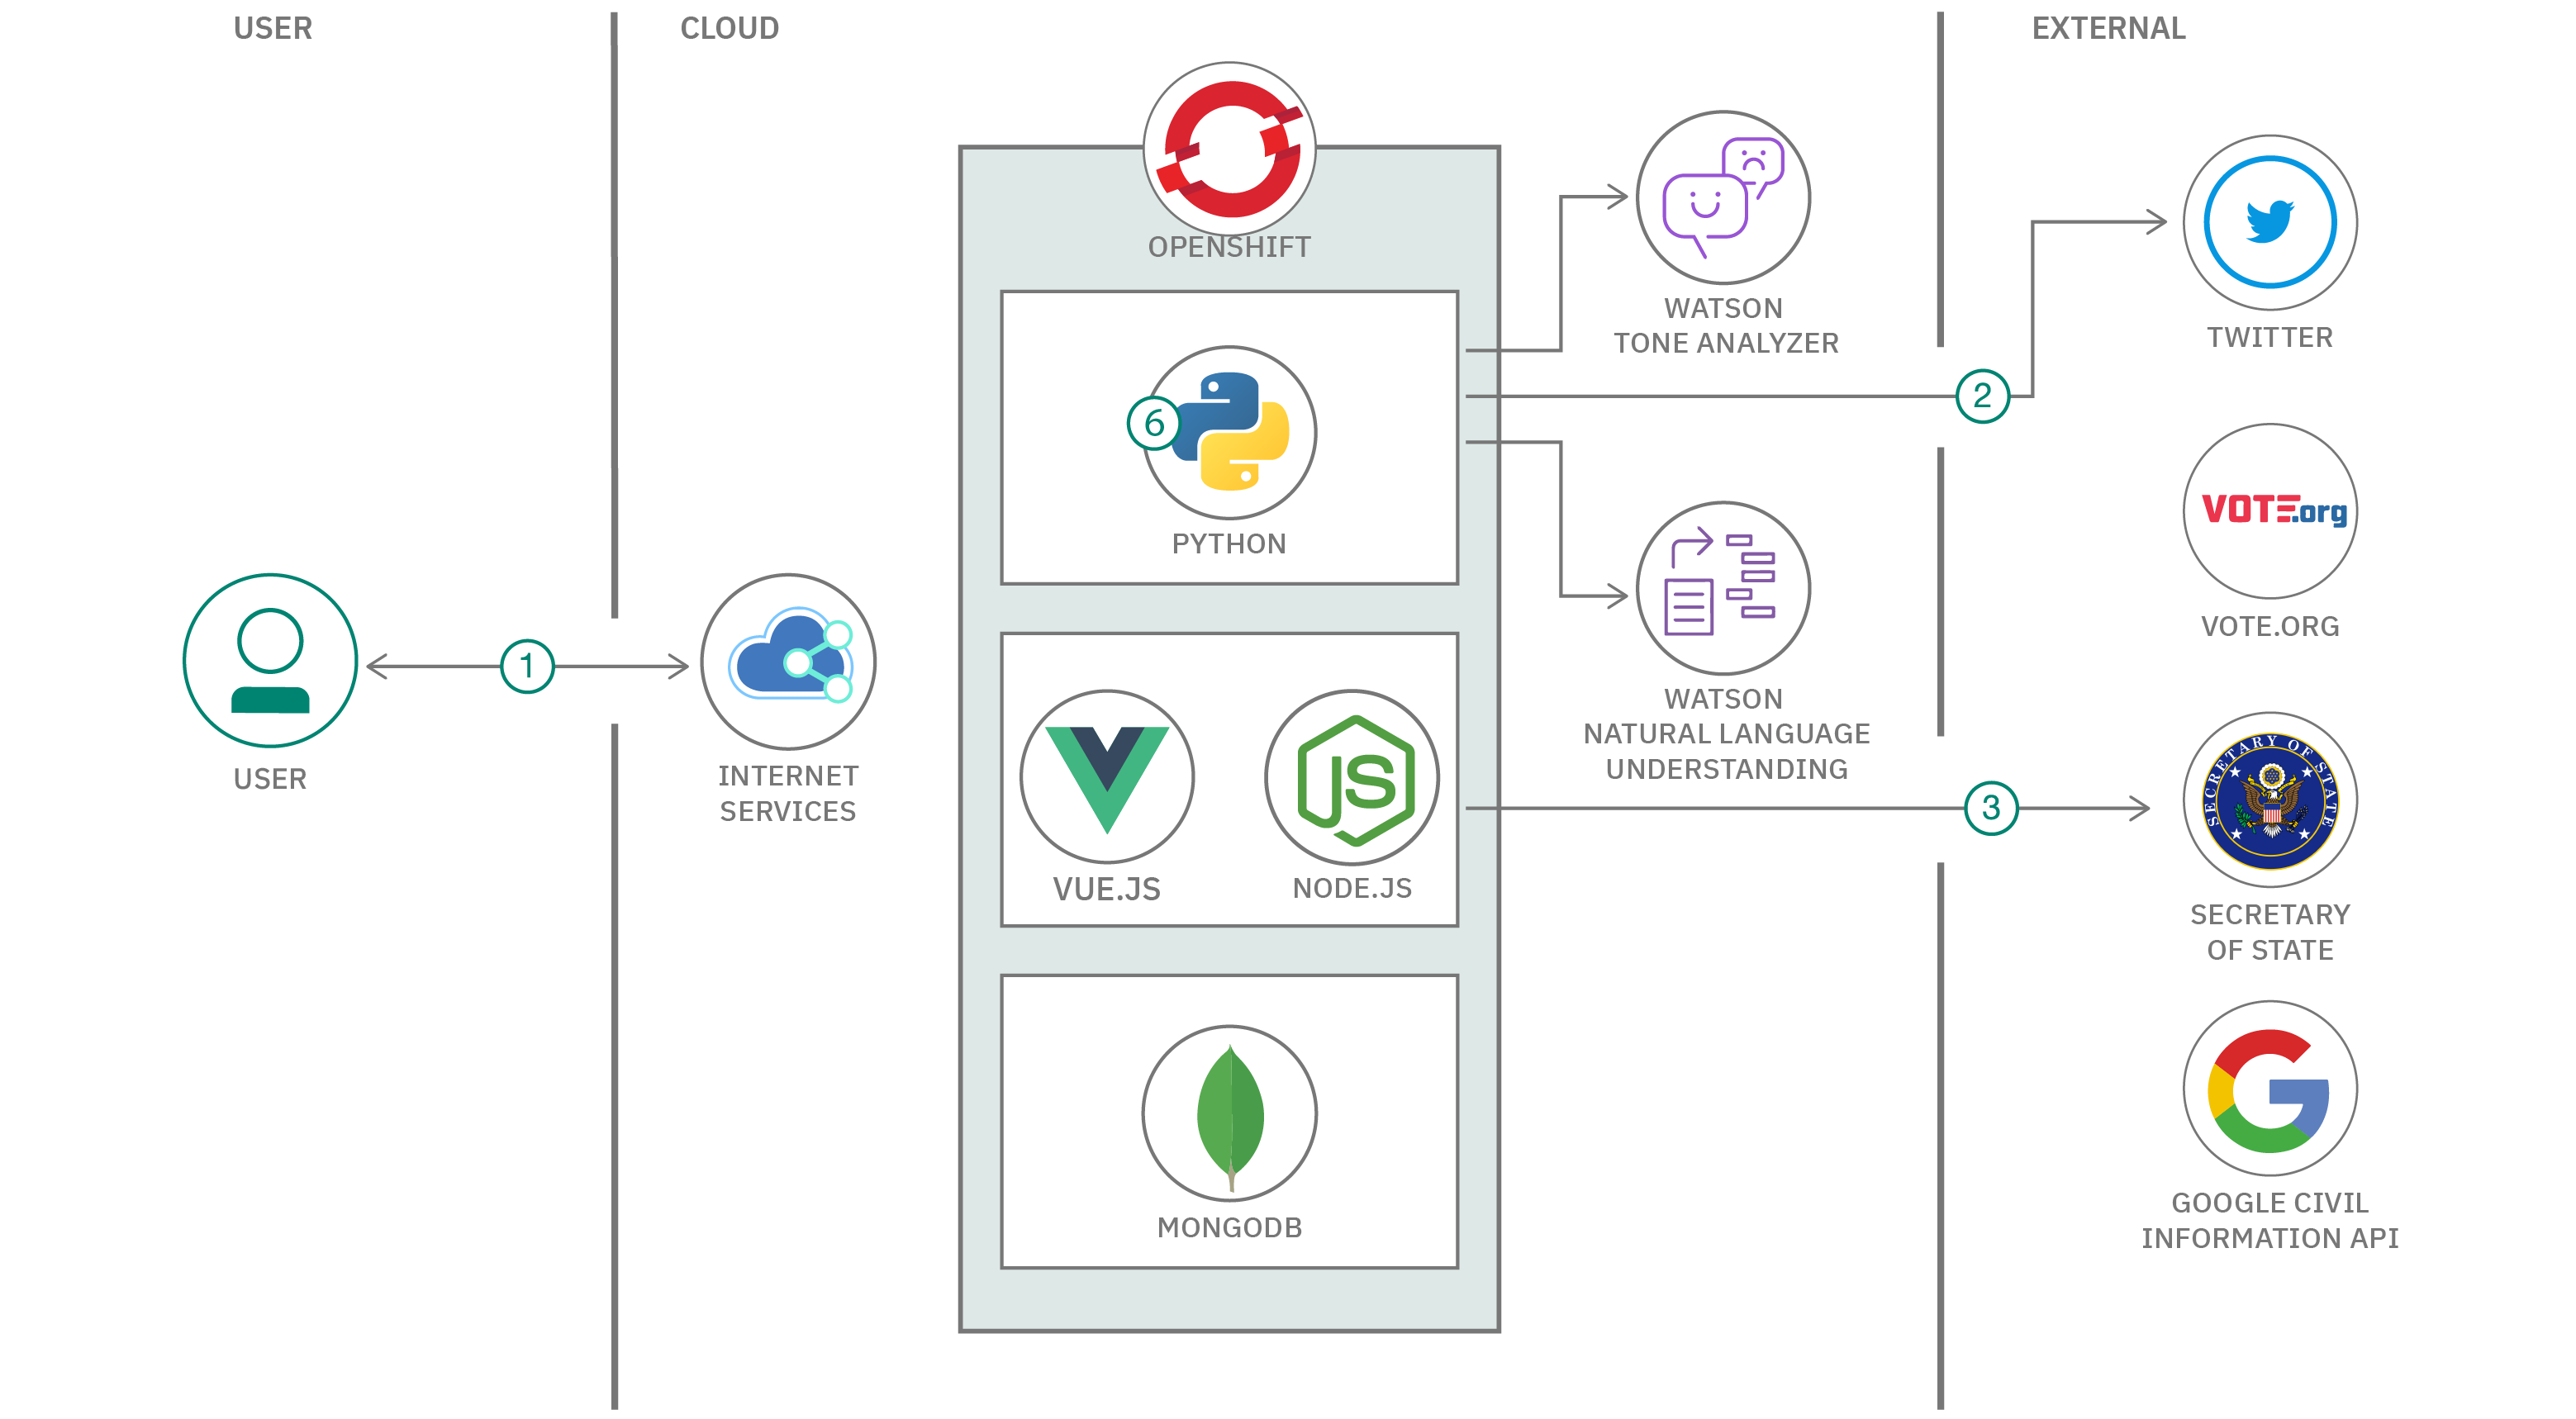 USER
CLOUD
EXTERNAL
OPENSHIFT
WATSON
TONE ANALYZER
TWITTER
2
6
PYTHON
VOTE.org
VOTE.ORG
1
USER
INTERNET
SERVICES
WATSON
NATURAL LANGUAGE
UNDERSTANDING
JS
VUE.JS
NODE.JS
3
SECRETARY OF STATE
SECRETARY
OF STATE
MONGODB
G
GOOGLE CIVIL
INFORMATION API